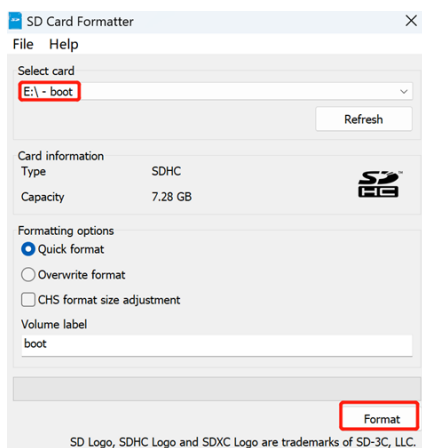 SD Card Formatter
File Help
Select card
E:\ - boot
Refresh
Card information
Type SDHC
Capacity 7.28 GB
SD
HC
Formatting options
Quick format
Overwrite format
CHS format size adjustment
Volume label
boot
Format
SD Logo, SDHC Logo and SDXC Logo are trademarks of SD-3C, LLC.